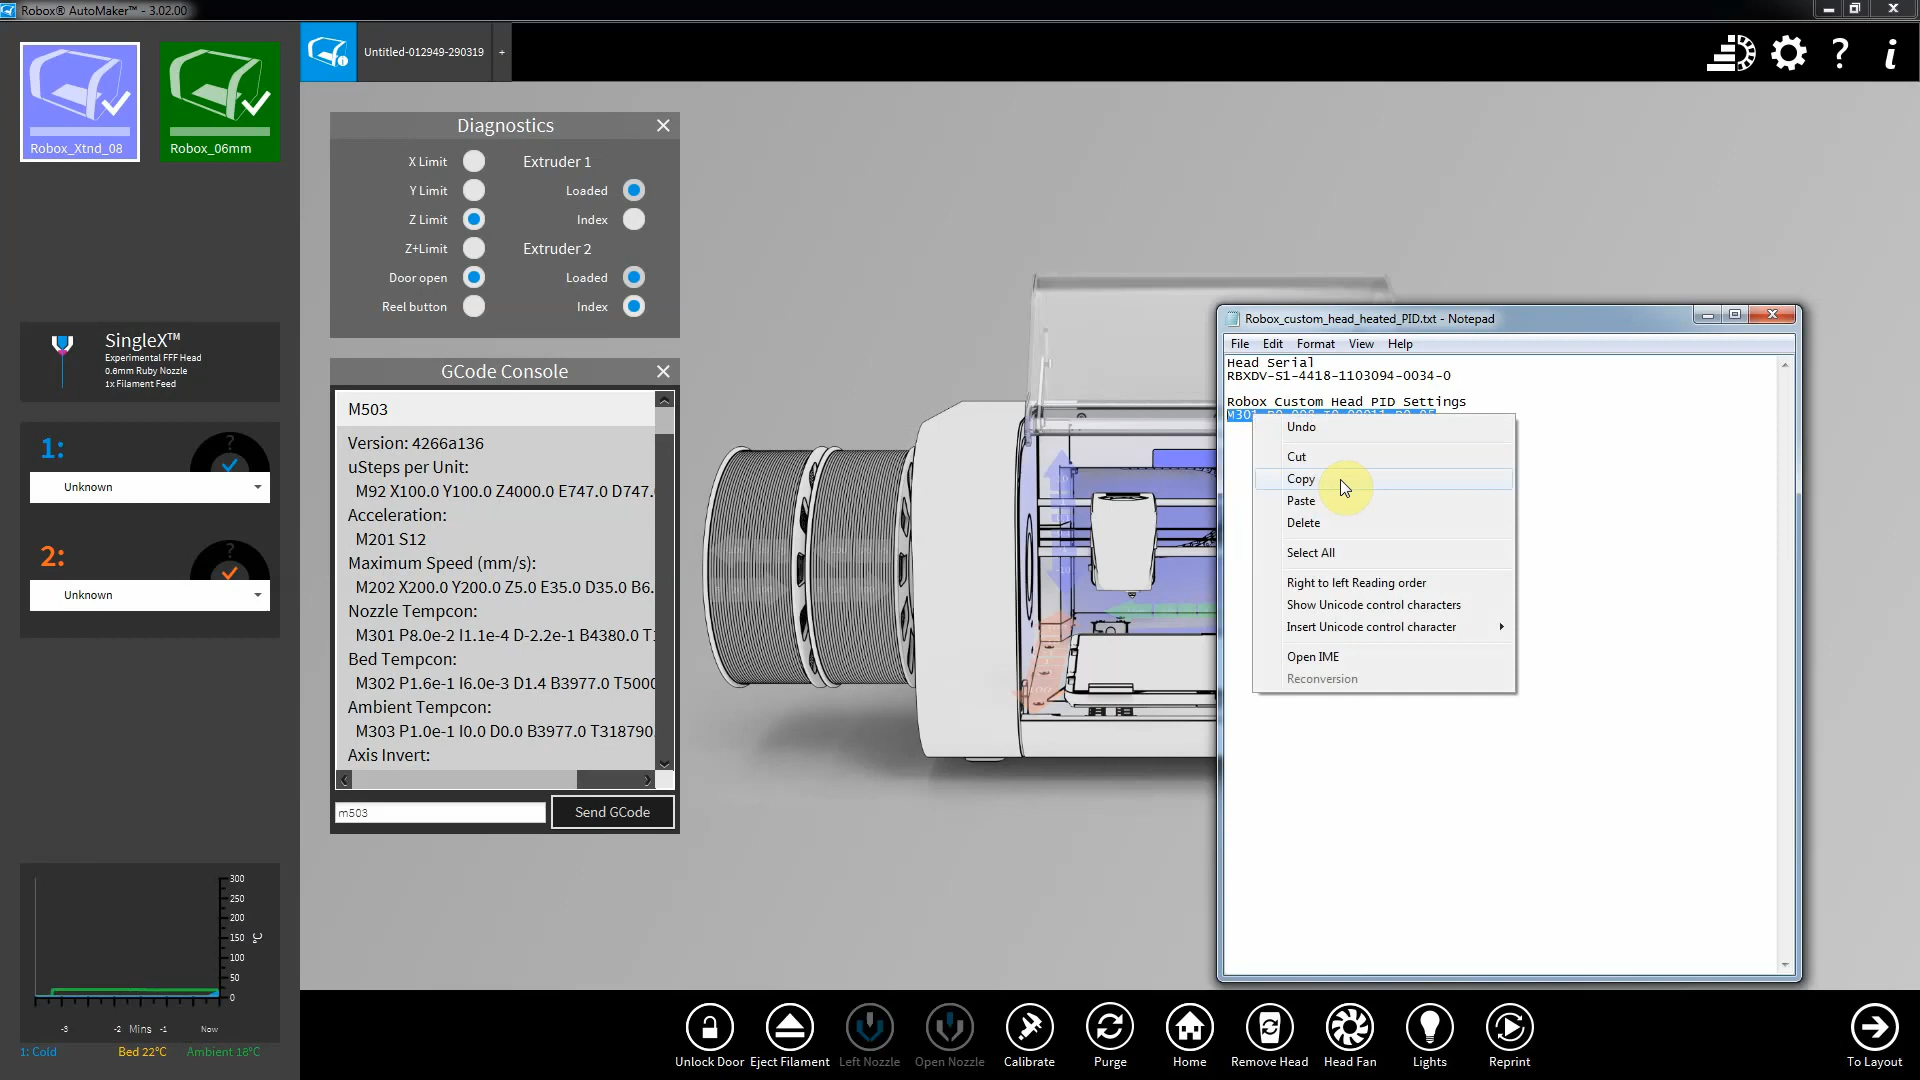 Robox® AutoMaker™ - 3.02.00
Robox_Xtnd_08
Robox_06mm
Untitled-012949-290319
+
SingleX™
Experimental FFF Head
0.6mm Ruby Nozzle
1x Filament Feed
1:
?
Unknown
2:
?
Unknown
300
250
200
150
100
50
0
°C
-3
-2
Mins
-1
Now
1: Cold
Bed 22°C
Ambient 18°C
Diagnostics
X Limit
Extruder 1
Y Limit
Loaded
Z Limit
Index
Z+Limit
Extruder 2
Door open
Loaded
Reel button
Index
GCode Console
M503
Version: 4266a136
uSteps per Unit:
M92 X100.0 Y100.0 Z4000.0 E747.0 D747.
Acceleration:
M201 S12
Maximum Speed (mm/s):
M202 X200.0 Y200.0 Z5.0 E35.0 D35.0 B6.
Nozzle Tempcon:
M301 P8.0e-2 I1.1e-4 D-2.2e-1 B4380.0 T
Bed Tempcon:
M302 P1.6e-1 I6.0e-3 D1.4 B3977.0 T5000
Ambient Tempcon:
M303 P1.0e-1 I0.0 D0.0 B3977.0 T318790
Axis Invert:
m503
Send GCode
Robox_custom_head_heated_PID.txt - Notepad
File Edit Format View Help
Head Serial
RBXDV-S1-4418-1103094-0034-0
Robox Custom Head PID Settings
Undo
Cut
Copy
Paste
Delete
Select All
Right to left Reading order
Show Unicode control characters
Insert Unicode control character
Open IME
Reconversion
Unlock Door
Eject Filament
Left Nozzle
Open Nozzle
Calibrate
Purge
Home
Remove Head
Head Fan
Lights
Reprint
To Layout